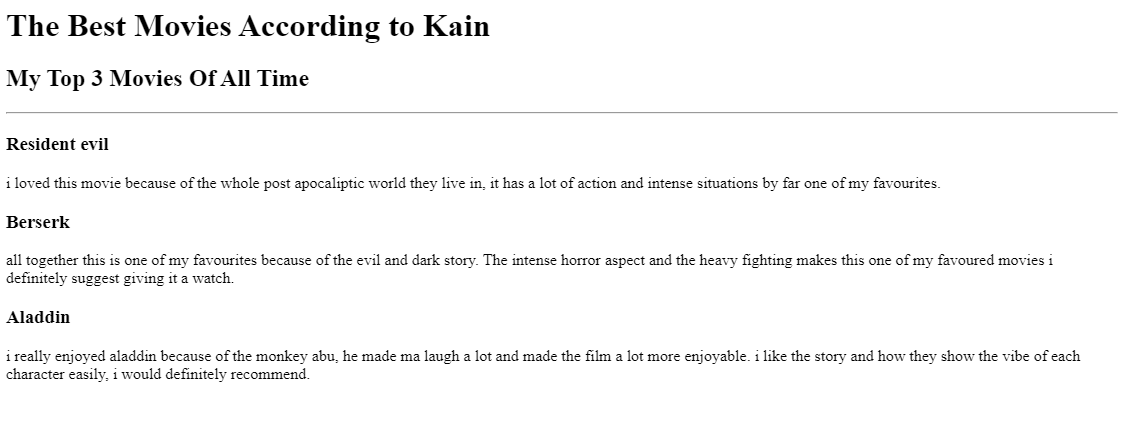 The Best Movies According to Kain
My Top 3 Movies Of All Time
Resident evil
i loved this movie because of the whole post apocaliptic world they live in, it has a lot of action and intense situations by far one of my favourites.
Berserk
all together this is one of my favourites because of the evil and dark story. The intense horror aspect and the heavy fighting makes this one of my favoured movies i
definitely suggest giving it a watch.
Aladdin
i really enjoyed aladdin because of the monkey abu, he made ma laugh a lot and made the film a lot more enjoyable. i like the story and how they show the vibe of each
character easily, i would definitely recommend.